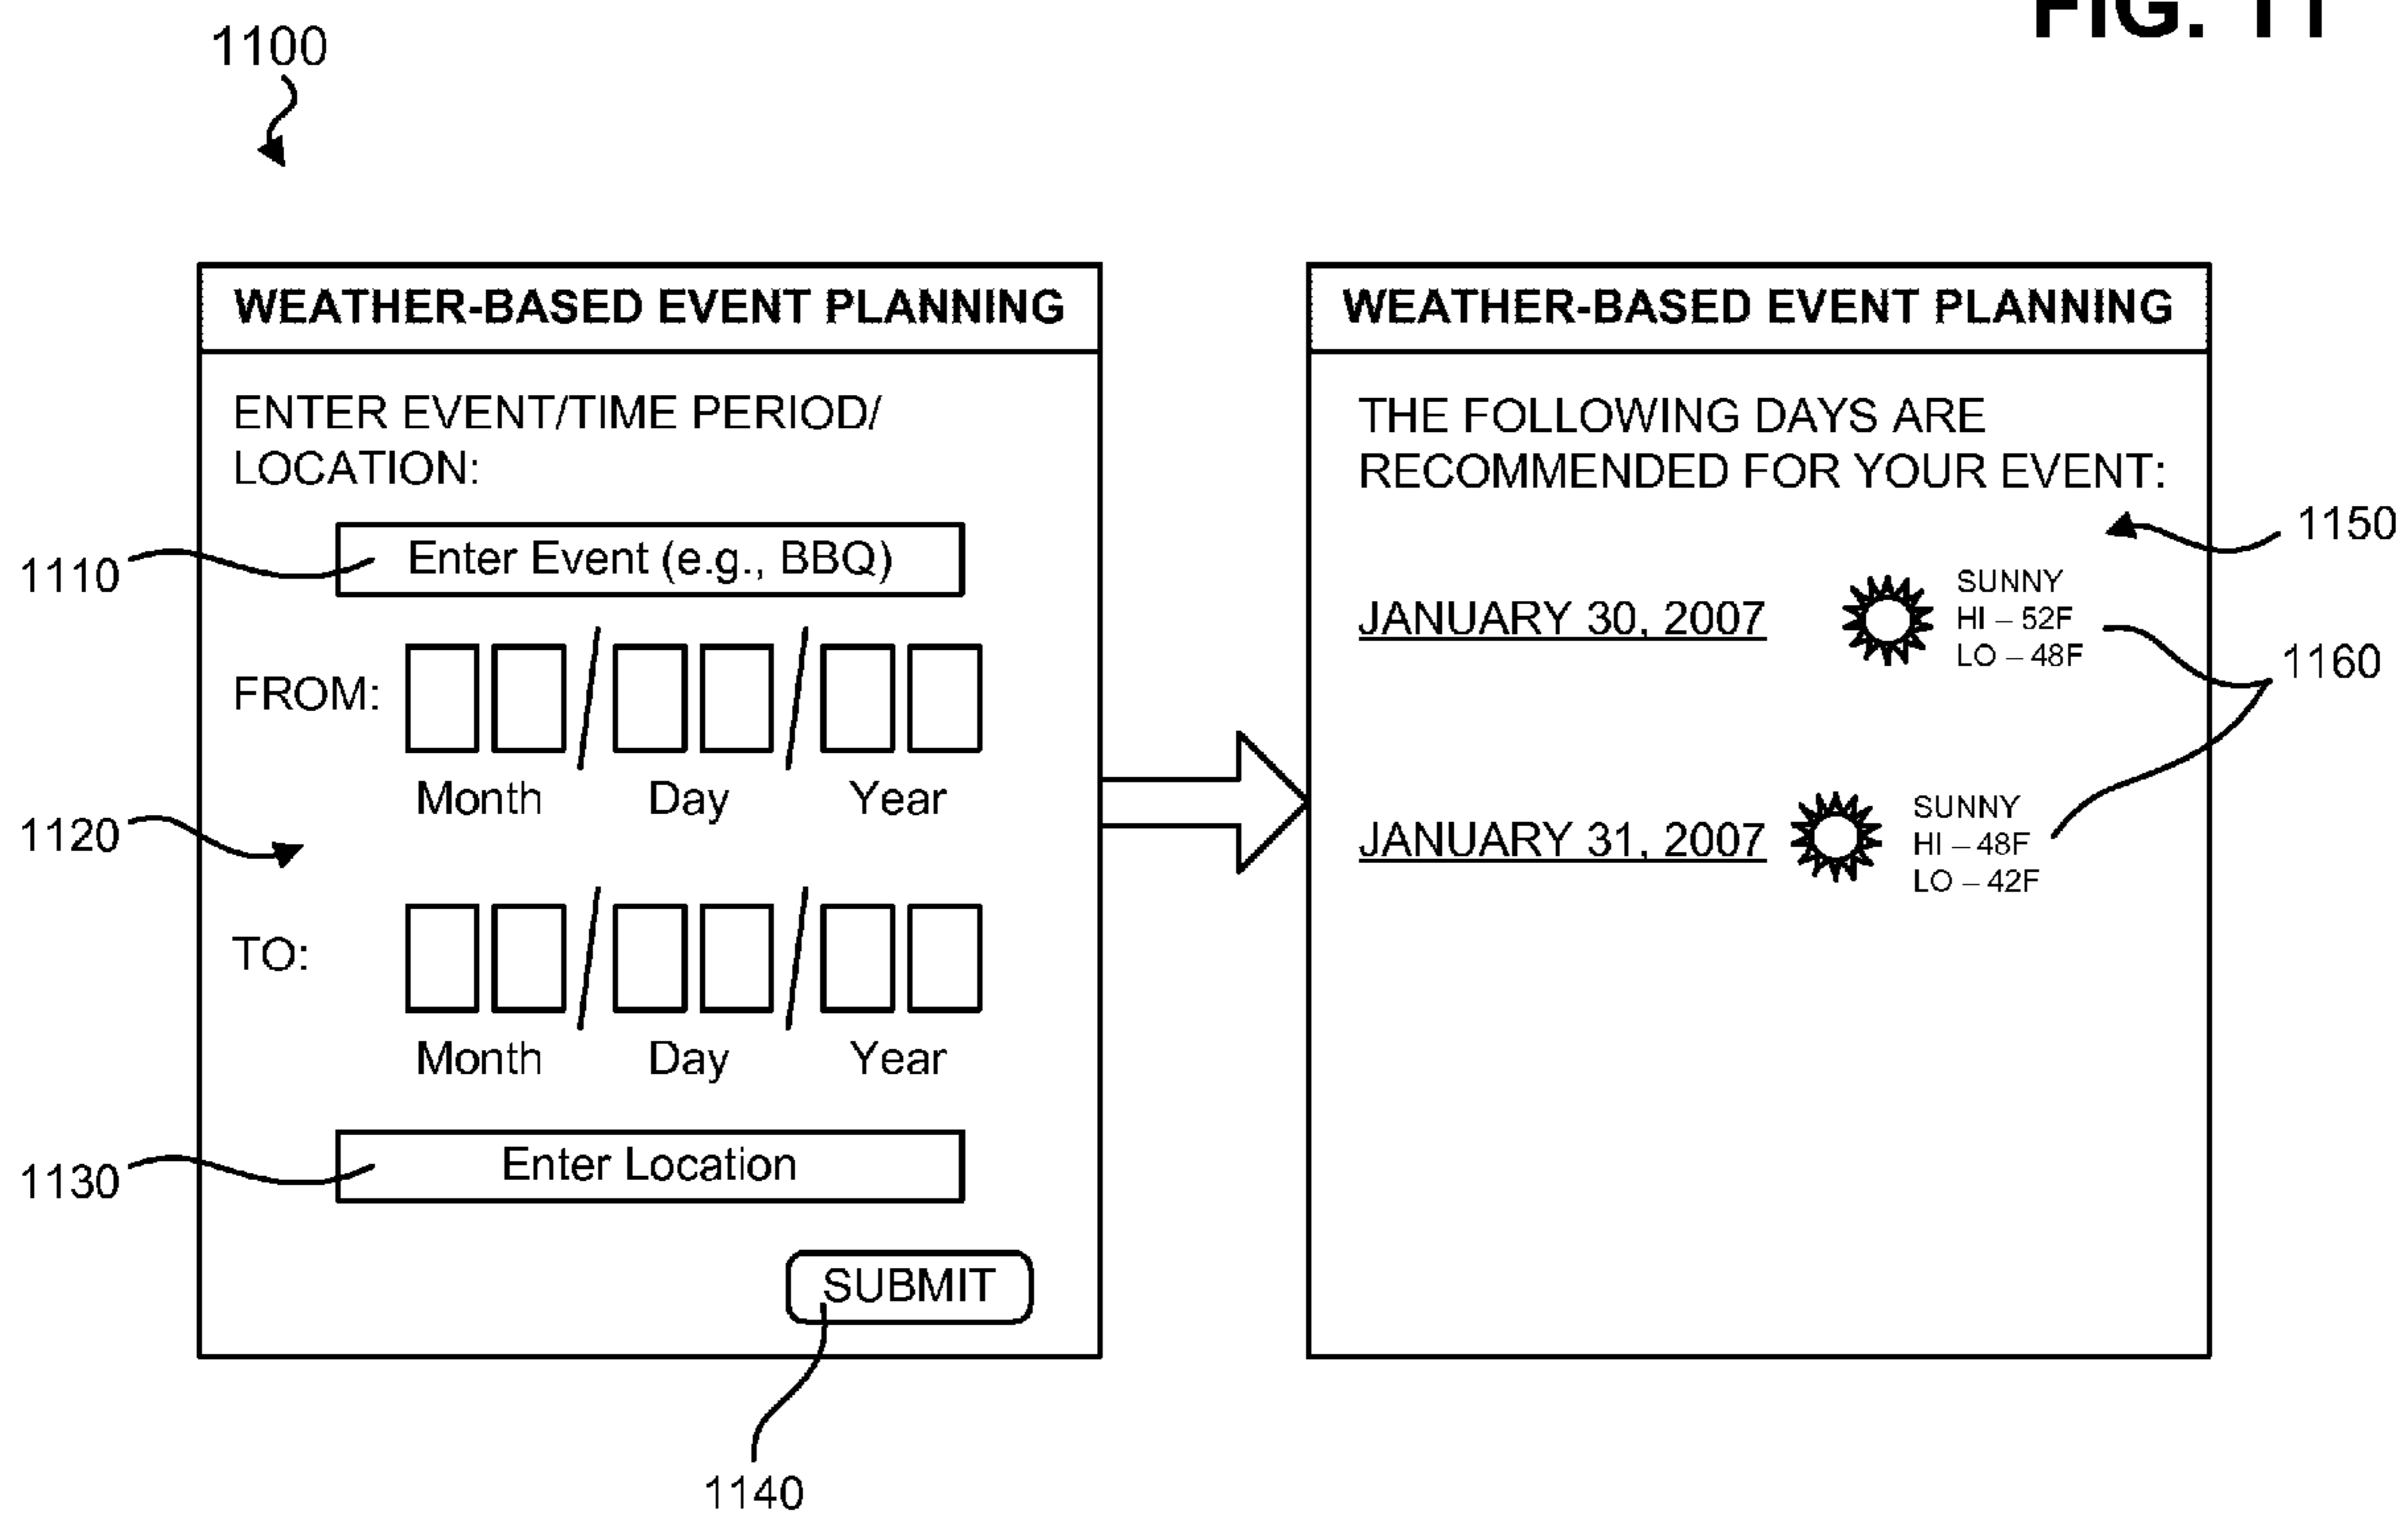 FIG. 11
1100
WEATHER-BASED EVENT PLANNING
ENTER EVENT/TIME PERIOD/
LOCATION:
1110
Enter Event (e.g., BBQ)
FROM:
/ /
Month Day Year
1120
TO:
/ /
Month Day Year
1130
Enter Location
SUBMIT
1140
WEATHER-BASED EVENT PLANNING
THE FOLLOWING DAYS ARE
RECOMMENDED FOR YOUR EVENT:
1150
JANUARY 30, 2007
SUNNY
HI – 52F
LO – 48F
1160
JANUARY 31, 2007
SUNNY
HI – 48F
LO – 42F